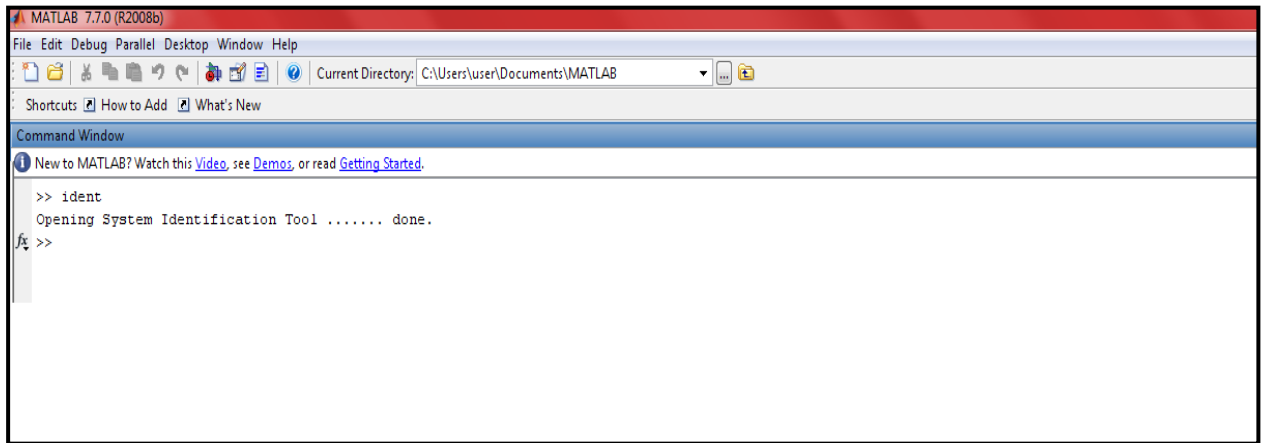 MATLAB 7.7.0 (R2008b)
File Edit Debug Parallel Desktop Window Help
Current Directory: C:\Users\user\Documents\MATLAB
Shortcuts How to Add What's New
Command Window
New to MATLAB? Watch this Video, see Demos, or read Getting Started.
>> ident
Opening System Identification Tool ....... done.
fx >>